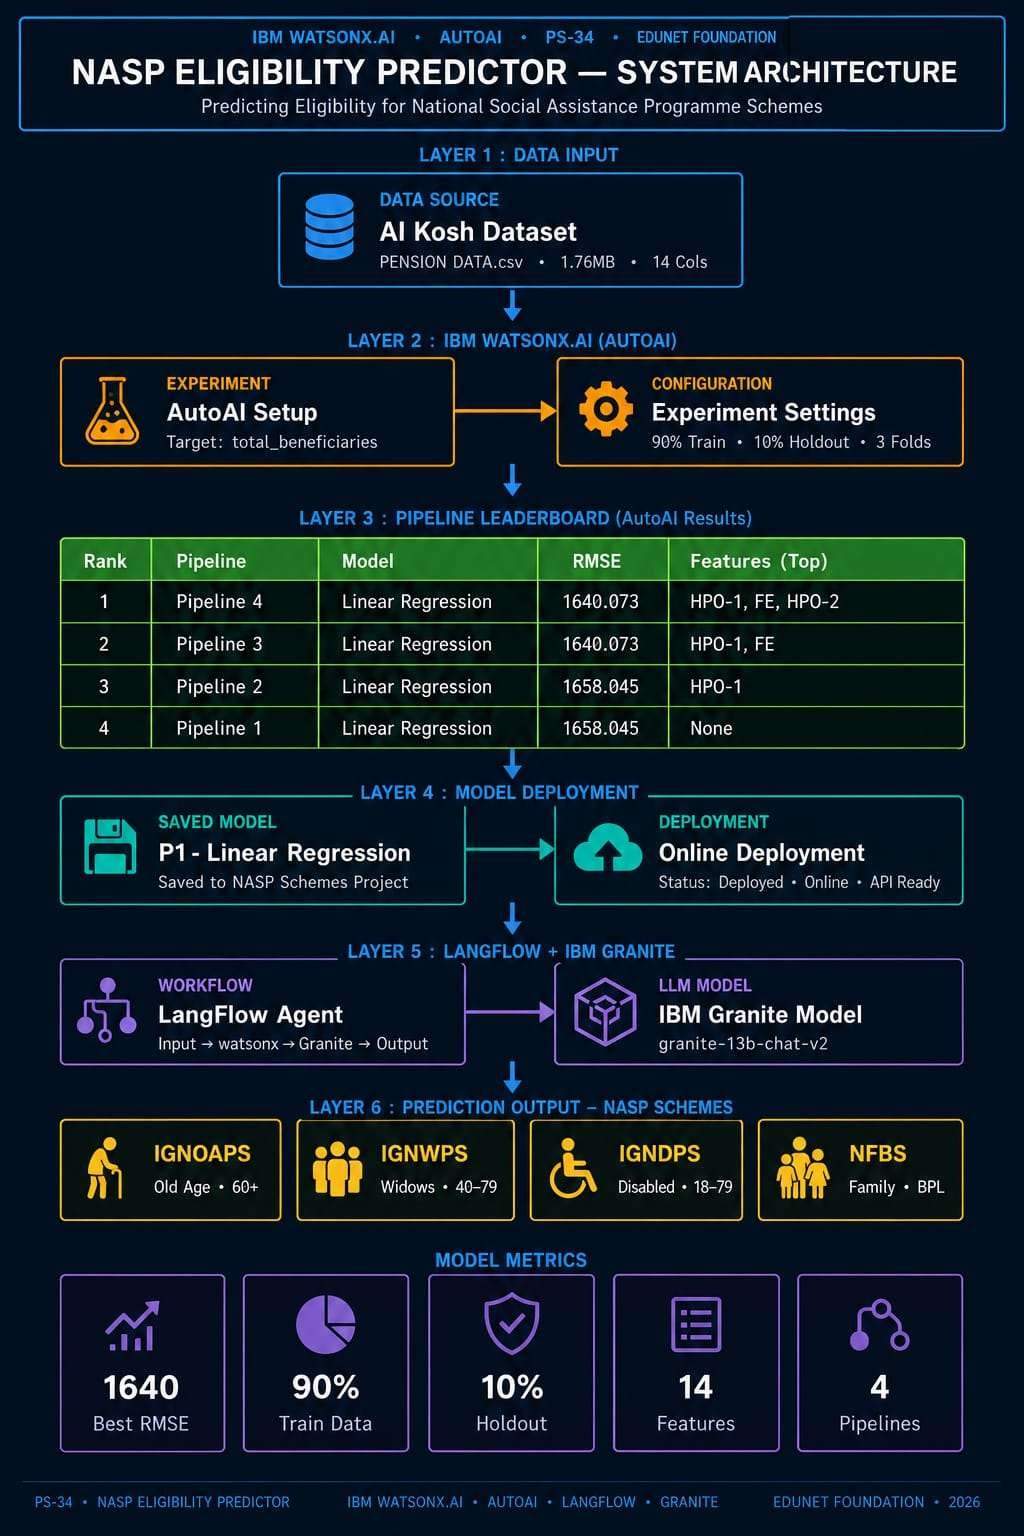 IBM WATSONX.AI • AUTOAI • PS-34 • EDUNET FOUNDATION
NASP ELIGIBILITY PREDICTOR — SYSTEM ARCHITECTURE
Predicting Eligibility for National Social Assistance Programme Schemes
LAYER 1 : DATA INPUT
DATA SOURCE
AI Kosh Dataset
PENSION DATA.csv • 1.76MB • 14 Cols
LAYER 2 : IBM WATSONX.AI (AUTOAI)
EXPERIMENT
AutoAI Setup
Target: total_beneficiaries
CONFIGURATION
Experiment Settings
90% Train • 10% Holdout • 3 Folds
LAYER 3 : PIPELINE LEADERBOARD (AutoAI Results)
Rank Pipeline Model RMSE Features (Top)
1 Pipeline 4 Linear Regression 1640.073 HPO-1, FE, HPO-2
2 Pipeline 3 Linear Regression 1640.073 HPO-1, FE
3 Pipeline 2 Linear Regression 1658.045 HPO-1
4 Pipeline 1 Linear Regression 1658.045 None
LAYER 4 : MODEL DEPLOYMENT
SAVED MODEL
P1 - Linear Regression
Saved to NASP Schemes Project
DEPLOYMENT
Online Deployment
Status: Deployed • Online • API Ready
LAYER 5 : LANGFLOW + IBM GRANITE
WORKFLOW
LangFlow Agent
Input → watsonx → Granite → Output
LLM MODEL
IBM Granite Model
granite-13b-chat-v2
LAYER 6 : PREDICTION OUTPUT – NASP SCHEMES
IGNOAPS
Old Age • 60+
IGNWPS
Widows • 40–79
IGNDPS
Disabled • 18–79
NFBS
Family • BPL
MODEL METRICS
1640
Best RMSE
90%
Train Data
10%
Holdout
14
Features
4
Pipelines
PS-34 • NASP ELIGIBILITY PREDICTOR
IBM WATSONX.AI • AUTOAI • LANGFLOW • GRANITE
EDUNET FOUNDATION • 2026